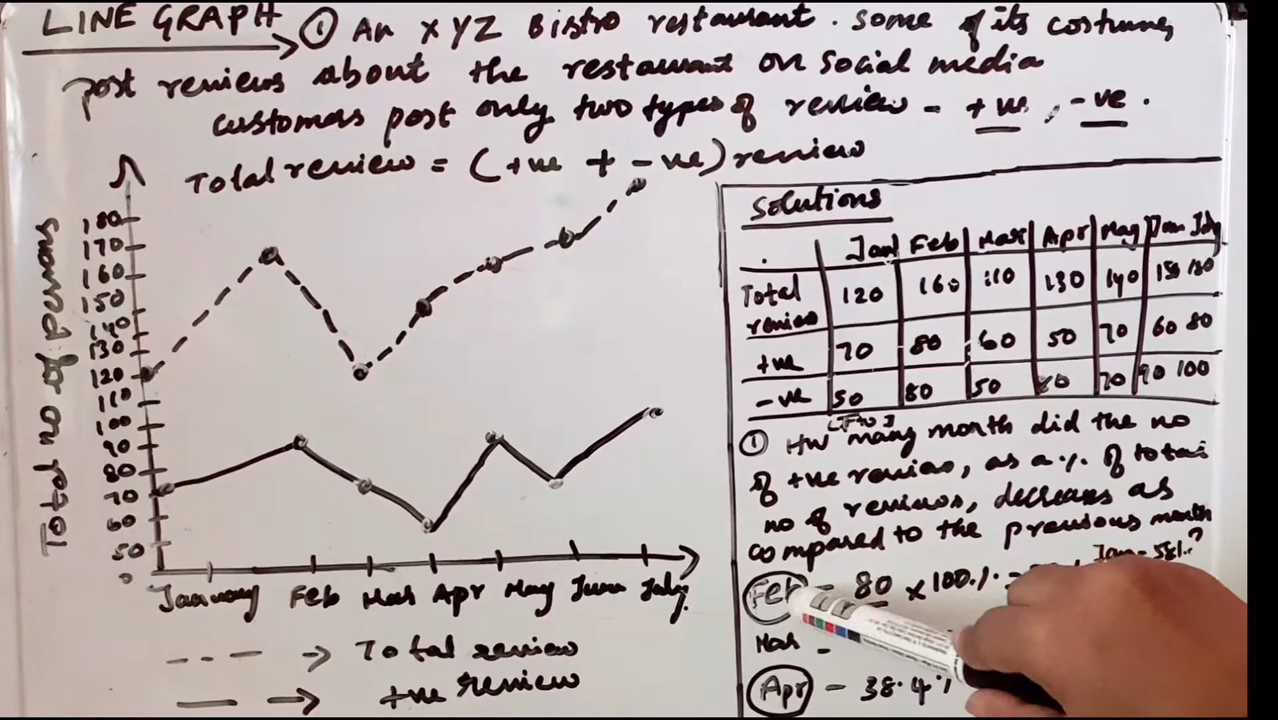 LINE GRAPH → ① An XYZ Bistro restaurant. some of its costumes
post reviews about the restaurant on social media
customers post only two types of review - +ve, -ve.
Total review = (+ve + -ve) review
Total no of reviews
180
170
160
150
140
130
120
110
100
90
80
70
60
50
0
January Feb Mar Apr May June July
→ Total review
→ +ve review
Solutions
Jan Feb Mar Apr May Jun July
Total review 120 160 110 130 140 150 180
+ve 70 80 60 50 70 60 80
-ve 50 80 50 80 70 90 100
① How many month did the no
of +ve review, as a % of total
no of reviews, decrease as
compared to the previous month
Jan - 58%?
Feb - 80 × 100%
Mar -
Apr - 38.4%